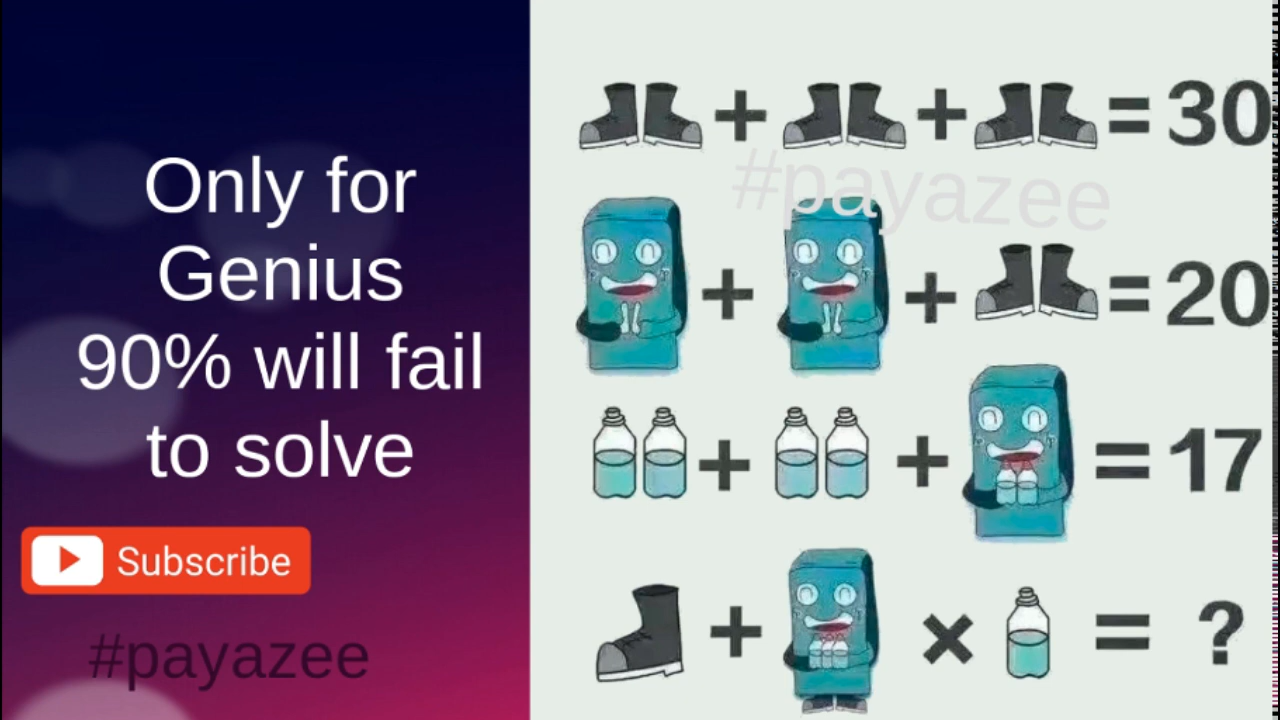 Only for
Genius
90% will fail
to solve
Subscribe
#payazee
+ + = 30
#payazee
+ + = 20
+ + = 17
+ × = ?